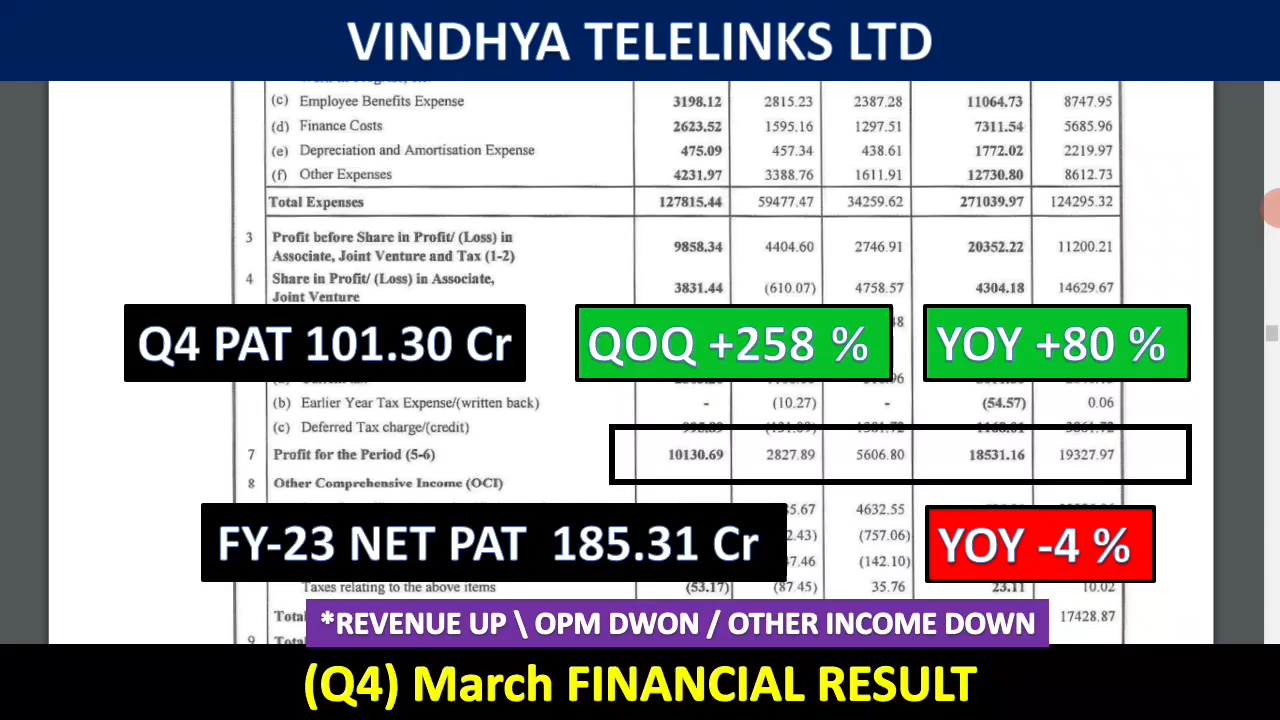 VINDHYA TELELINKS LTD
(c) Employee Benefits Expense 3198.12 2815.23 2387.28 11064.73 8747.95
(d) Finance Costs 2623.52 1595.16 1297.51 7311.54 5685.96
(e) Depreciation and Amortisation Expense 475.09 457.34 438.61 1772.02 2219.97
(f) Other Expenses 4231.97 3388.76 1611.91 12730.80 8612.73
Total Expenses 127815.44 59477.47 34259.62 271039.97 124295.32
3 Profit before Share in Profit/ (Loss) in
Associate, Joint Venture and Tax (1-2) 9858.34 4404.60 2746.91 20352.22 11200.21
4 Share in Profit/ (Loss) in Associate,
Joint Venture 3831.44 (610.07) 4758.57 4304.18 14629.67
Q4 PAT 101.30 Cr QOQ +258 % YOY +80 %
(b) Earlier Year Tax Expense/(written back) - (10.27) - (54.57) 0.06
(c) Deferred Tax charge/(credit)
7 Profit for the Period (5-6) 10130.69 2827.89 5606.80 18531.16 19327.97
8 Other Comprehensive Income (OCI)
4632.55
(757.06)
(142.10)
FY-23 NET PAT 185.31 Cr YOY -4 %
Taxes relating to the above items (53.17) (87.45) 35.76 23.11 10.02
17428.87
*REVENUE UP \ OPM DWON / OTHER INCOME DOWN
9
(Q4) March FINANCIAL RESULT